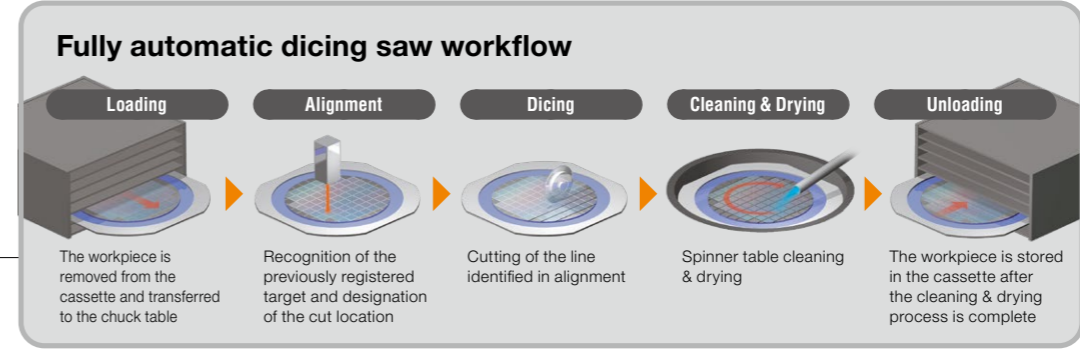 Fully automatic dicing saw workflow
Loading
Alignment
Dicing
Cleaning & Drying
Unloading
The workpiece is
removed from the
cassette and transferred
to the chuck table
Recognition of the
previously registered
target and designation
of the cut location
Cutting of the line
identified in alignment
Spinner table cleaning
& drying
The workpiece is stored
in the cassette after
the cleaning & drying
process is complete